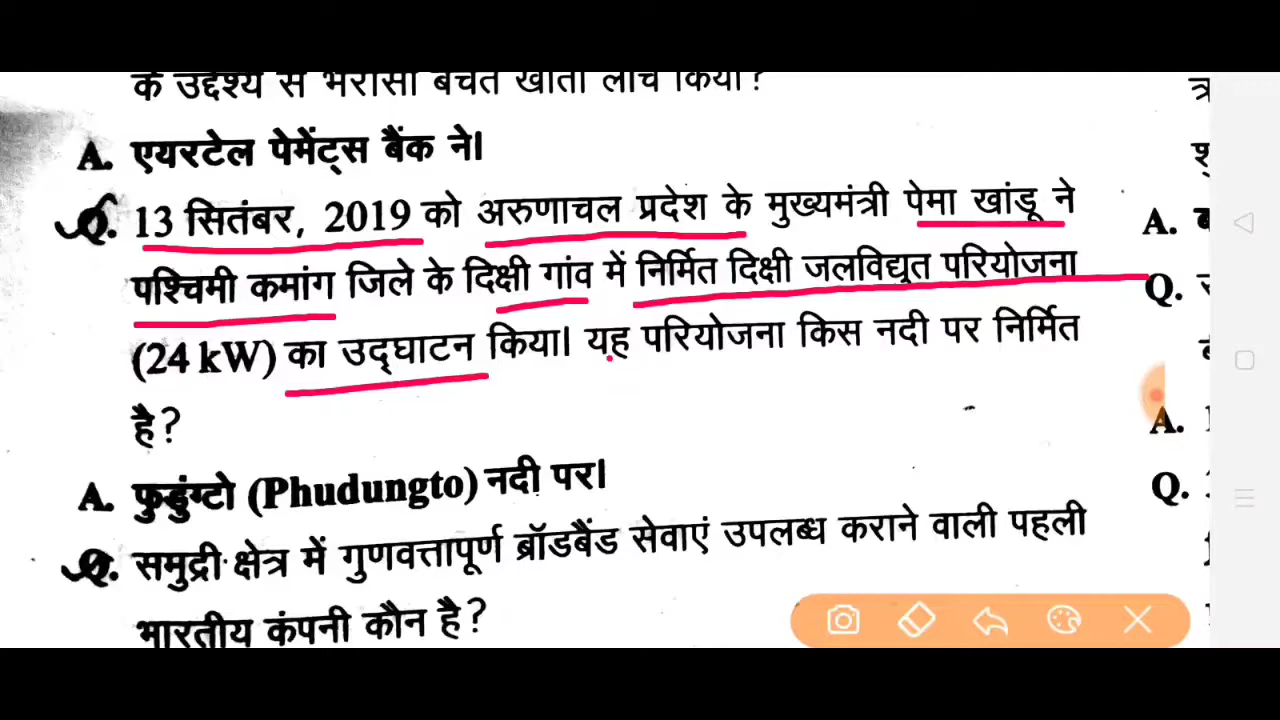 के उद्देश्य से भरोसा बचत खाता लांच किया?
A. एयरटेल पेमेंट्स बैंक ने।
Q. 13 सितंबर, 2019 को अरुणाचल प्रदेश के मुख्यमंत्री पेमा खांडू ने
पश्चिमी कमांग जिले के दिक्षी गांव में निर्मित दिक्षी जलविद्युत परियोजना
(24 kW) का उद्घाटन किया। यह परियोजना किस नदी पर निर्मित
है?
A. फुडुंग्टो (Phudungto) नदी पर।
Q. समुद्री क्षेत्र में गुणवत्तापूर्ण ब्रॉडबैंड सेवाएं उपलब्ध कराने वाली पहली
भारतीय कंपनी कौन है?
A.
Q.
A.
Q.